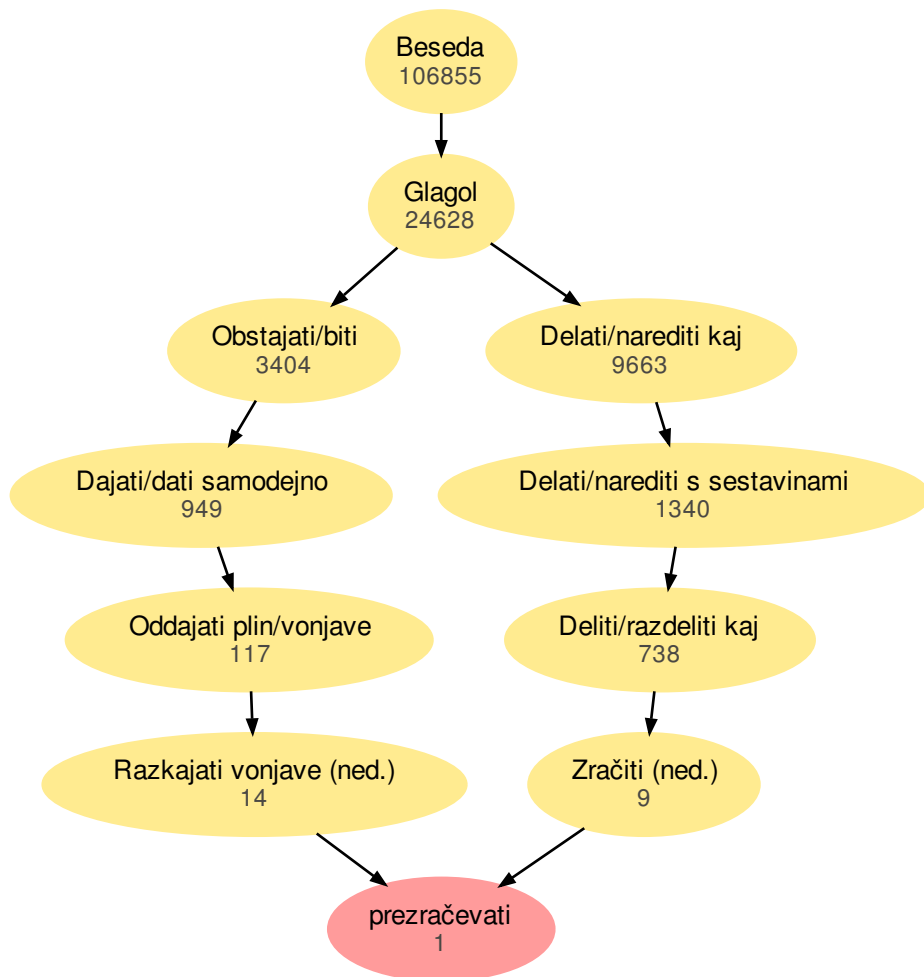 Beseda
106855
Glagol
24628
Obstajati/biti
3404
Delati/narediti kaj
9663
Dajati/dati samodejno
949
Delati/narediti s sestavinami
1340
Oddajati plin/vonjave
117
Deliti/razdeliti kaj
738
Razkajati vonjave (ned.)
14
Zračiti (ned.)
9
prezračevati
1